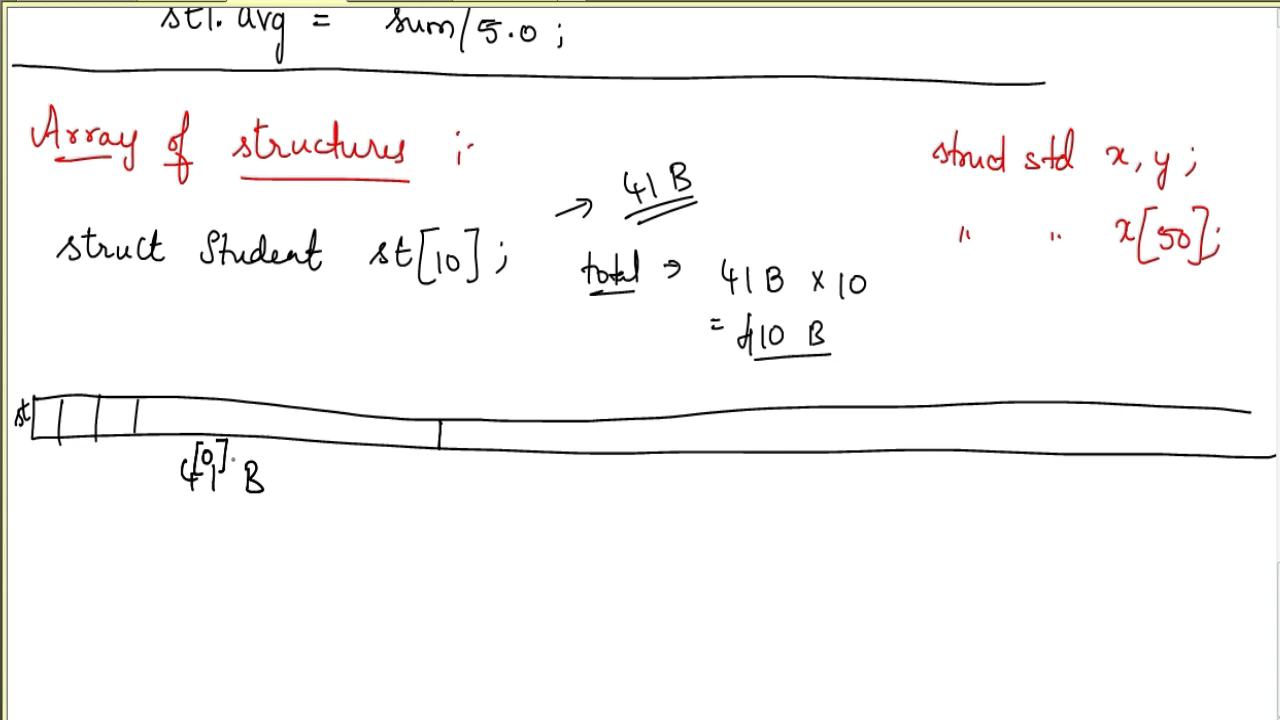 st1. avg = sum/5.0 ;
Array of structures :-
struct Student st[10] ;
→ 41 B
total → 41 B x 10
= 410 B
struct std x, y ;
" " x[50];
st
[0]
41 B